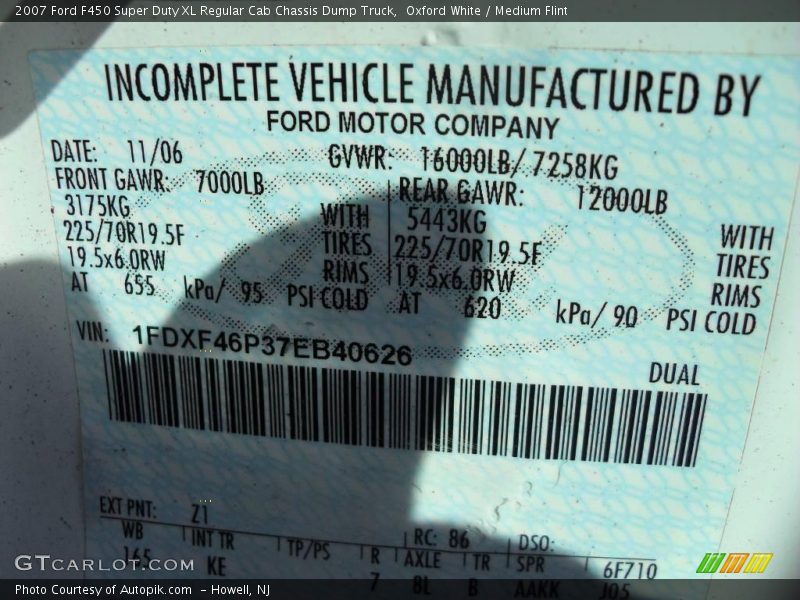 2007 Ford F450 Super Duty XL Regular Cab Chassis Dump Truck,  Oxford White / Medium Flint
INCOMPLETE VEHICLE MANUFACTURED BY
FORD MOTOR COMPANY
DATE: 11/06 GVWR: 16000LB/ 7258KG
FRONT GAWR: 7000LB REAR GAWR: 12000LB
3175KG WITH 5443KG WITH
225/70R19.5F TIRES 225/70R19.5F TIRES
19.5x6.0RW RIMS 19.5x6.0RW RIMS
AT 655 kPa/ 95 PSI COLD AT 620 kPa/ 90 PSI COLD
VIN: 1FDXF46P37EB40626
DUAL
EXT PNT: Z1 RC: 86 DSO:
WB INT TR TP/PS R AXLE TR SPR 6F710
165 KE 7 8L B AAKK J05
GTCARLOT.COM
Photo Courtesy of Autopik.com  - Howell, NJ